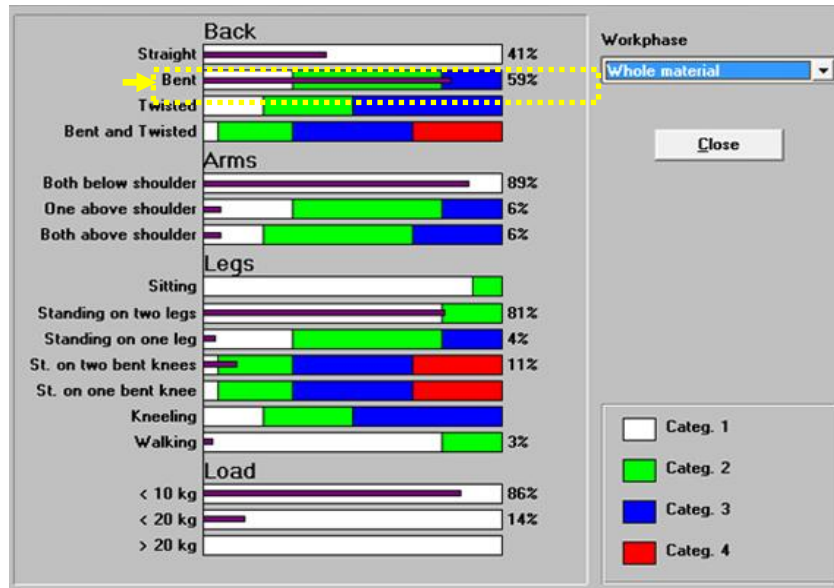 Back
Straight 41%
Bent 59%
Twisted
Bent and Twisted
Arms
Both below shoulder 89%
One above shoulder 6%
Both above shoulder 6%
Legs
Sitting
Standing on two legs 81%
Standing on one leg 4%
St. on two bent knees 11%
St. on one bent knee
Kneeling
Walking 3%
Load
< 10 kg 86%
< 20 kg 14%
> 20 kg
Workphase
Whole material
Close
Categ. 1
Categ. 2
Categ. 3
Categ. 4